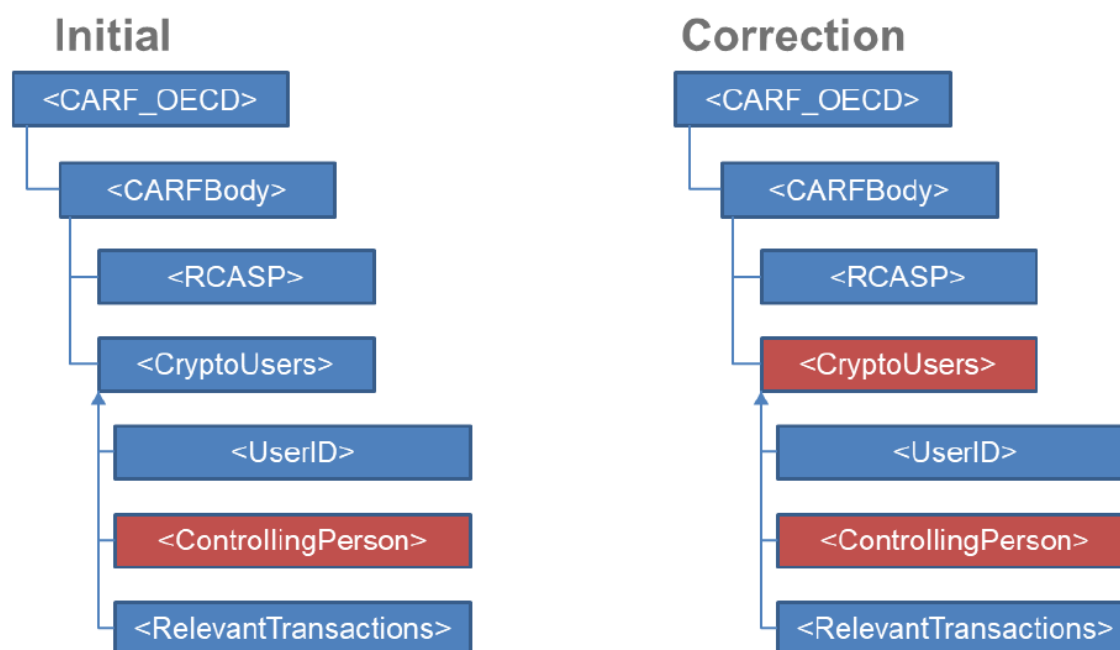 Initial
<CARF_OECD>
<CARFBody>
<RCASP>
<CryptoUsers>
<UserID>
<ControllingPerson>
<RelevantTransactions>
Correction
<CARF_OECD>
<CARFBody>
<RCASP>
<CryptoUsers>
<UserID>
<ControllingPerson>
<RelevantTransactions>